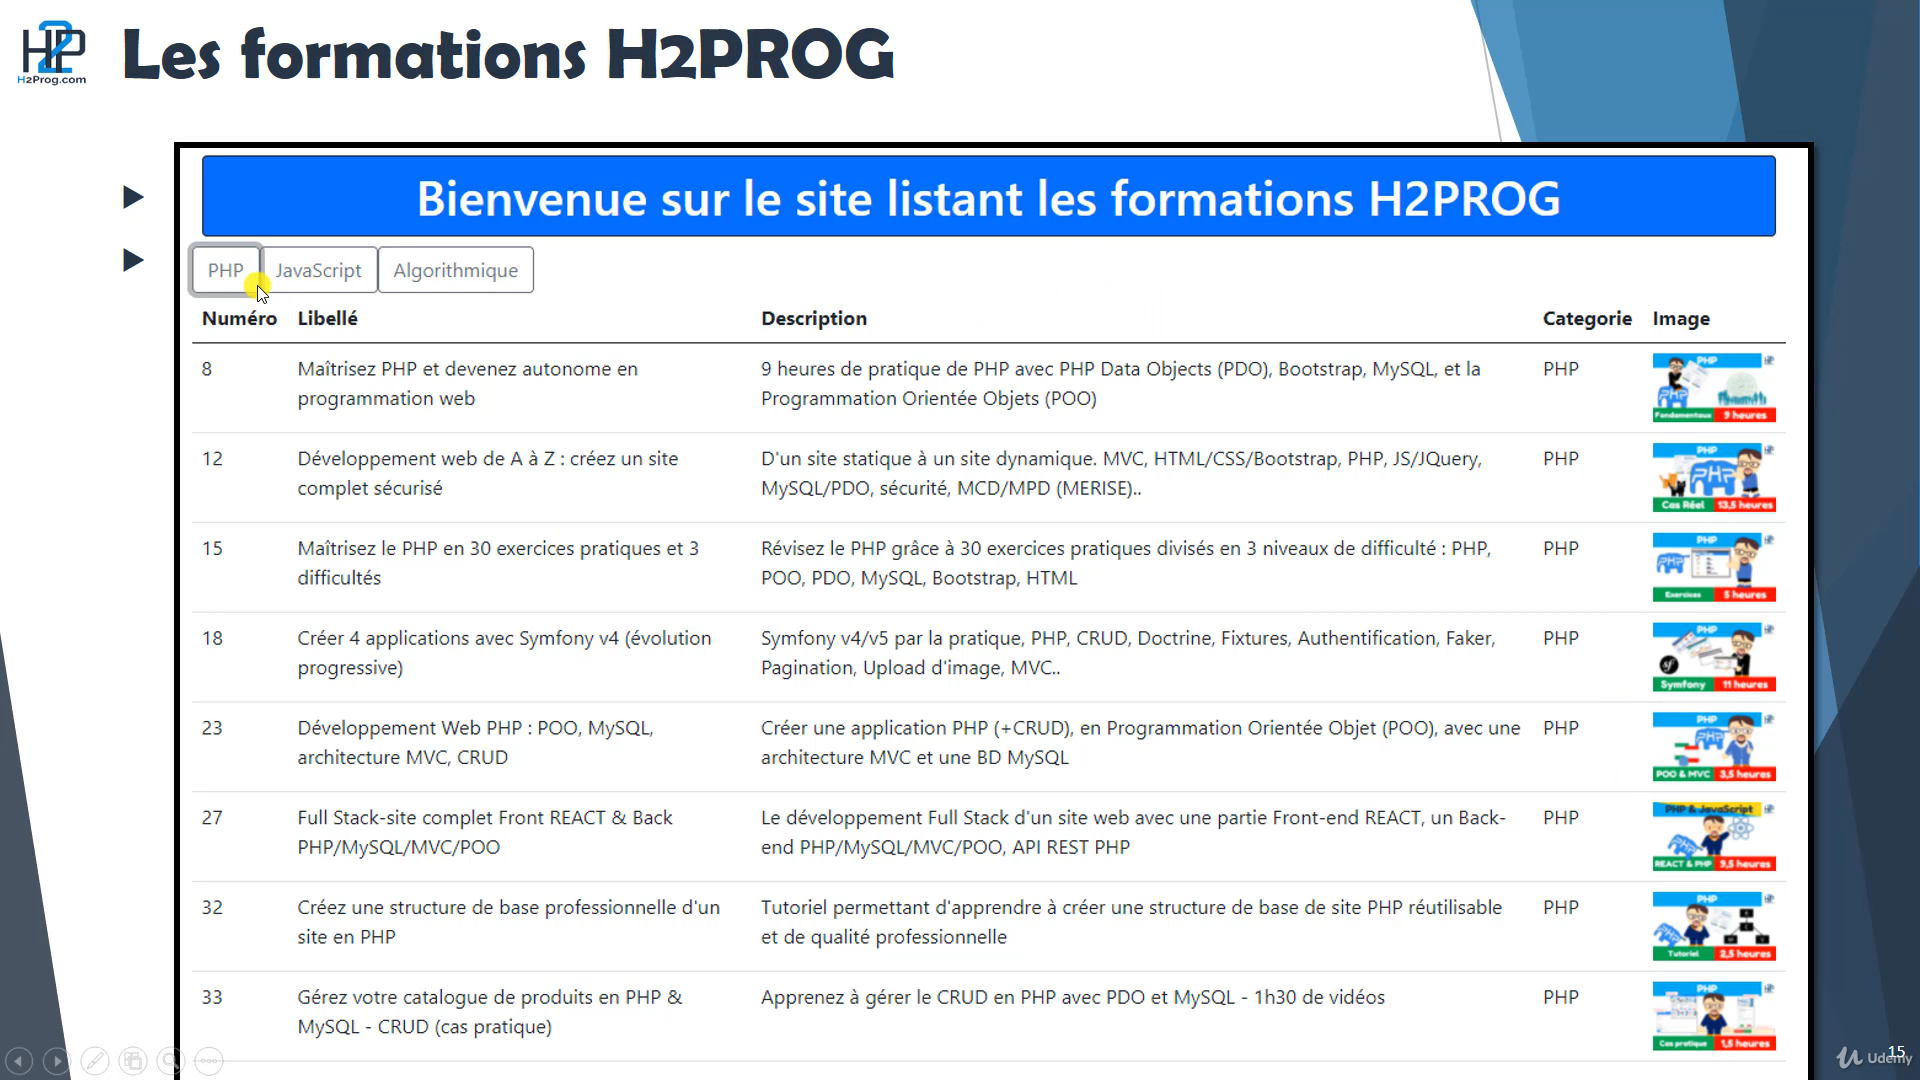 H2P
H2Prog.com
Les formations H2PROG
Bienvenue sur le site listant les formations H2PROG
PHP JavaScript Algorithmique
Numéro Libellé Description Categorie Image
8 Maîtrisez PHP et devenez autonome en programmation web 9 heures de pratique de PHP avec PHP Data Objects (PDO), Bootstrap, MySQL, et la Programmation Orientée Objets (POO) PHP
PHP
Fondamentaux 9 heures
12 Développement web de A à Z : créez un site complet sécurisé D'un site statique à un site dynamique. MVC, HTML/CSS/Bootstrap, PHP, JS/JQuery, MySQL/PDO, sécurité, MCD/MPD (MERISE).. PHP
PHP
PHP
Cas Réel 13,5 heures
15 Maîtrisez le PHP en 30 exercices pratiques et 3 difficultés Révisez le PHP grâce à 30 exercices pratiques divisés en 3 niveaux de difficulté : PHP, POO, PDO, MySQL, Bootstrap, HTML PHP
PHP
Exercices 5 heures
18 Créer 4 applications avec Symfony v4 (évolution progressive) Symfony v4/v5 par la pratique, PHP, CRUD, Doctrine, Fixtures, Authentification, Faker, Pagination, Upload d'image, MVC.. PHP
PHP
sf
Symfony 11 heures
23 Développement Web PHP : POO, MySQL, architecture MVC, CRUD Créer une application PHP (+CRUD), en Programmation Orientée Objet (POO), avec une architecture MVC et une BD MySQL PHP
PHP
POO & MVC 3,5 heures
27 Full Stack-site complet Front REACT & Back PHP/MySQL/MVC/POO Le développement Full Stack d'un site web avec une partie Front-end REACT, un Back-end PHP/MySQL/MVC/POO, API REST PHP PHP
PHP & JavaScript
REACT & PHP 9,5 heures
32 Créez une structure de base professionnelle d'un site en PHP Tutoriel permettant d'apprendre à créer une structure de base de site PHP réutilisable et de qualité professionnelle PHP
PHP
Tutoriel 2,5 heures
33 Gérez votre catalogue de produits en PHP & MySQL - CRUD (cas pratique) Apprenez à gérer le CRUD en PHP avec PDO et MySQL - 1h30 de vidéos PHP
PHP
Cas pratique 1,5 heures
15
Udemy